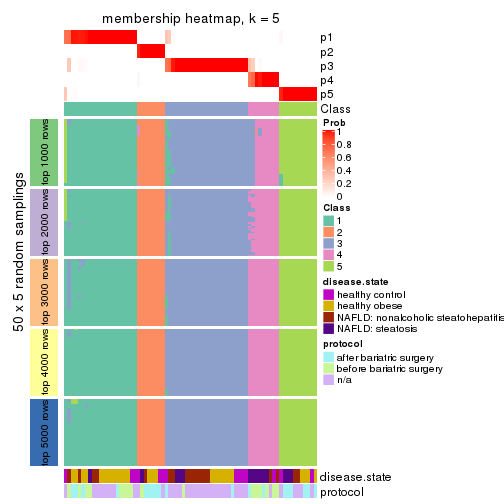 membership heatmap, k = 5
p1
p2
p3
p4
p5
Class
50 x 5 random samplings
top 1000 rows
top 2000 rows
top 3000 rows
top 4000 rows
top 5000 rows
disease.state
protocol
Prob
1
0.8
0.6
0.4
0.2
0
Class
1
2
3
4
5
disease.state
healthy control
healthy obese
NAFLD: nonalcoholic steatohepatitis
NAFLD: steatosis
protocol
after bariatric surgery
before bariatric surgery
n/a